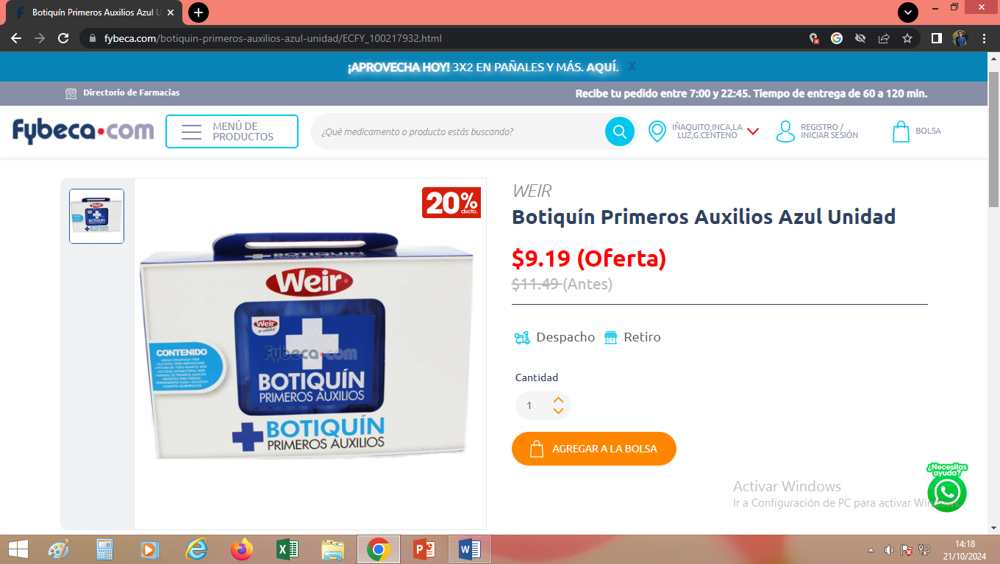 Botiquín Primeros Auxilios Azul U
fybeca.com/botiquin-primeros-auxilios-azul-unidad/ECFY_100217932.html
¡APROVECHA HOY! 3X2 EN PAÑALES Y MÁS. AQUÍ. X
Directorio de Farmacias
Recibe tu pedido entre 7:00 y 22:45. Tiempo de entrega de 60 a 120 min.
Fybeca.com
MENÚ DE
PRODUCTOS
¿Qué medicamento o producto estás buscando?
IÑAQUITO,INCA,LA
LUZ,G.CENTENO
REGISTRO /
INICIAR SESIÓN
BOLSA
20%
dscto.
BOTIQUÍN
PRIMEROS AUXILIOS
Weir
Weir
CONTENIDO
Fybeca.com
BOTIQUÍN
PRIMEROS AUXILIOS
BOTIQUÍN
PRIMEROS AUXILIOS
WEIR
Botiquín Primeros Auxilios Azul Unidad
$9.19 (Oferta)
$11.49 (Antes)
Despacho
Retiro
Cantidad
1
AGREGAR A LA BOLSA
¿Necesitas
ayuda?
Activar Windows
Ir a Configuración de PC para activar Windows.
14:18
21/10/2024